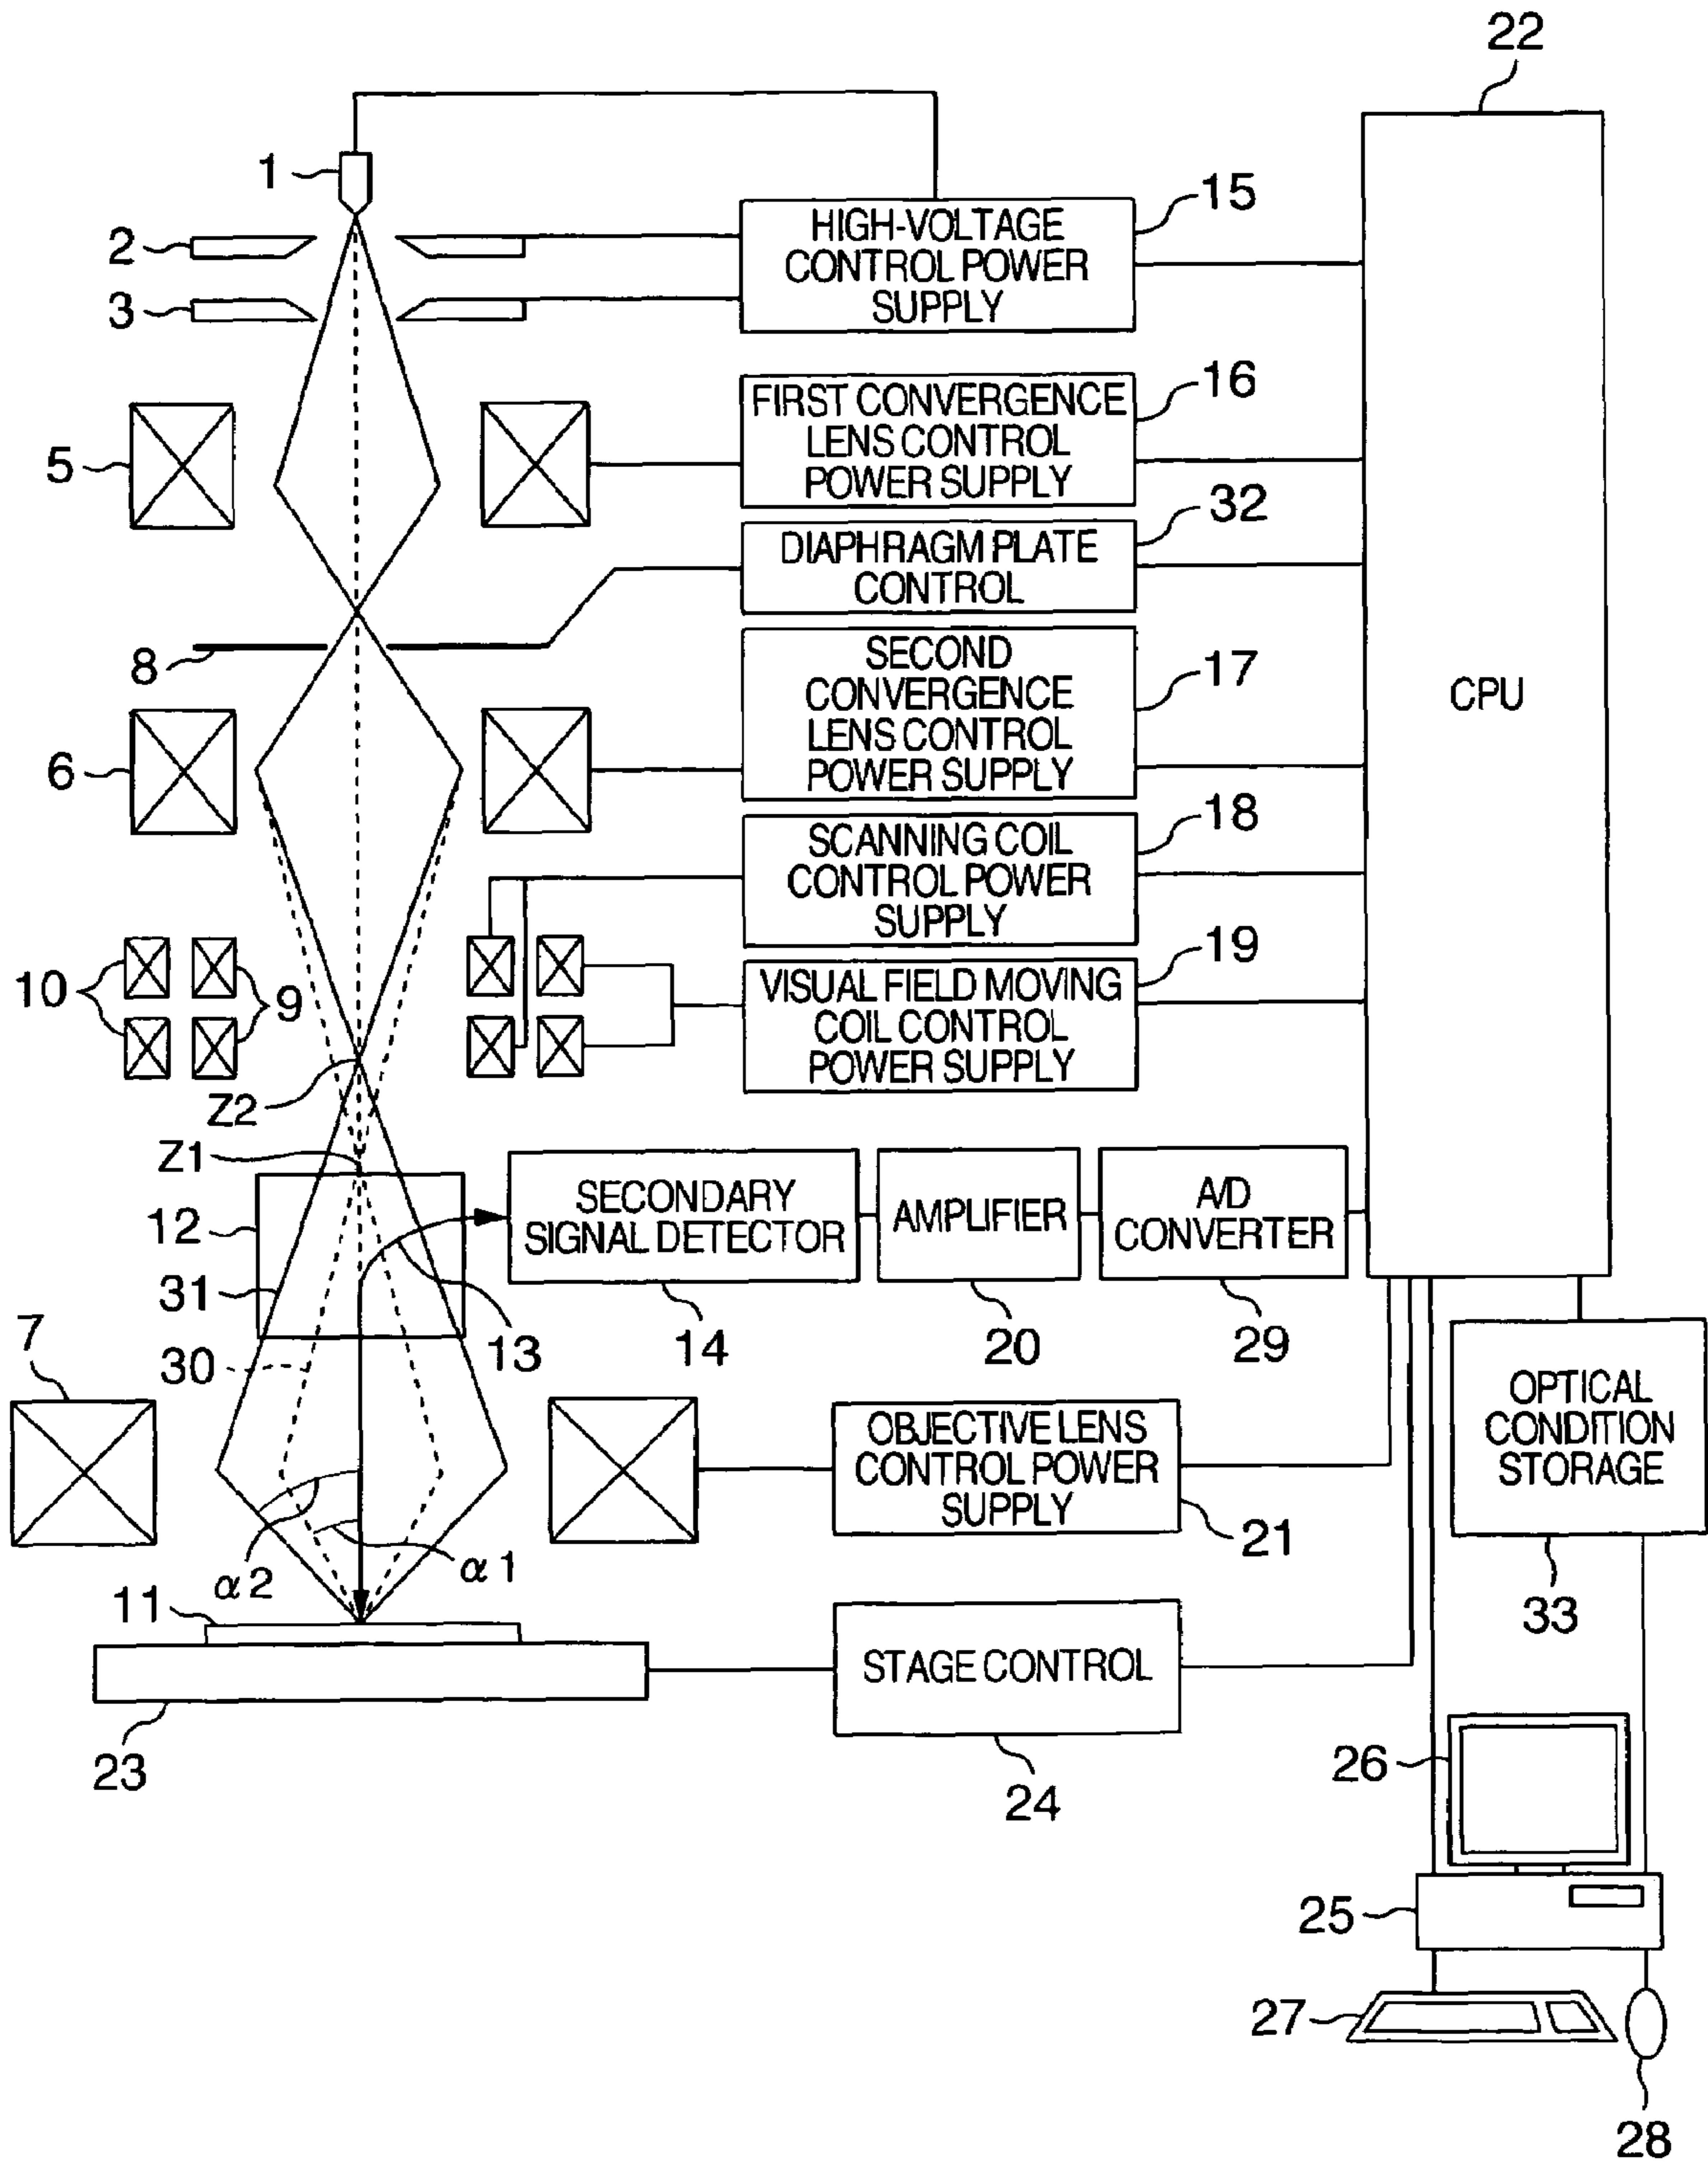 22
1
15
HIGH-VOLTAGE
CONTROL POWER
SUPPLY
2
3
16
FIRST CONVERGENCE
LENS CONTROL
POWER SUPPLY
5
32
DIAPHRAGM PLATE
CONTROL
8
17
SECOND
CONVERGENCE
LENS CONTROL
POWER SUPPLY
CPU
6
18
SCANNING COIL
CONTROL POWER
SUPPLY
19
10
9
VISUAL FIELD MOVING
COIL CONTROL
POWER SUPPLY
Z2
Z1
12
SECONDARY
SIGNAL DETECTOR
AMPLIFIER
A/D
CONVERTER
31
13
14
20
29
7
30
OPTICAL
CONDITION
STORAGE
OBJECTIVE LENS
CONTROL POWER
SUPPLY
21
α2
α1
11
33
STAGE CONTROL
23
24
26
25
27
28